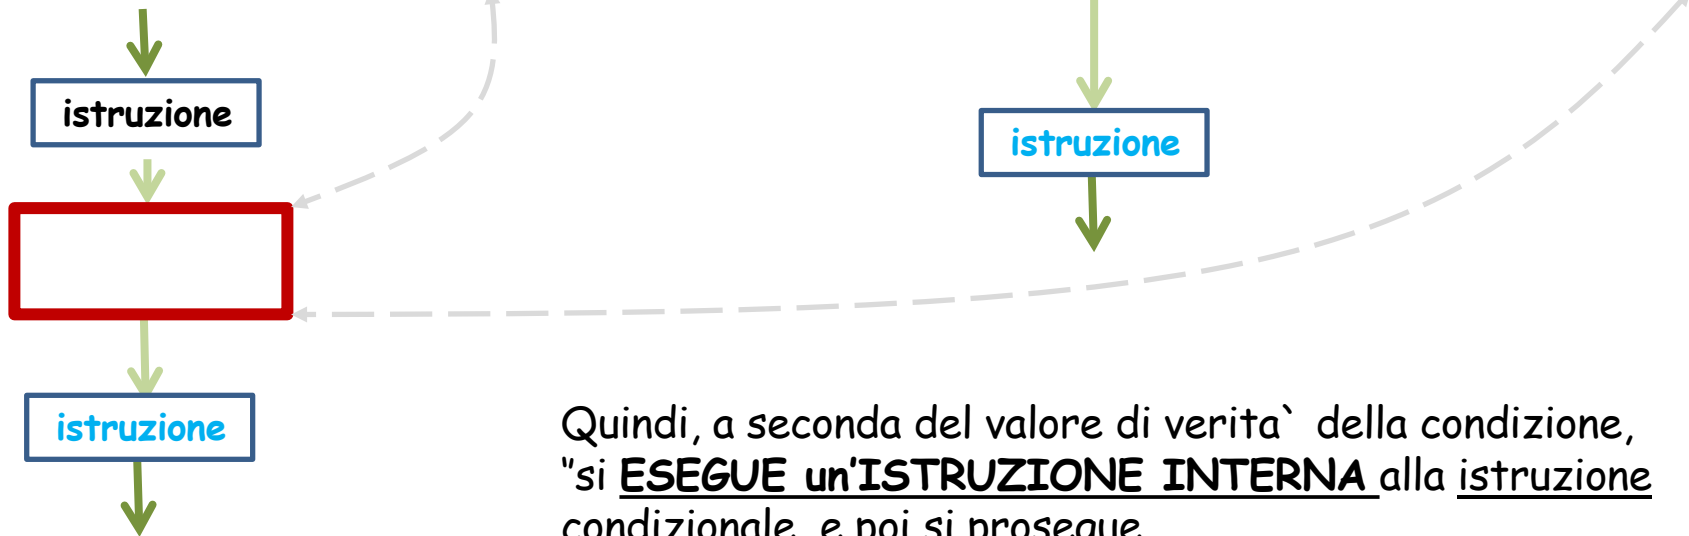 istruzione
istruzione
istruzione
Quindi, a seconda del valore di verita` della condizione,
“si ESEGUE un’ISTRUZIONE INTERNA alla istruzione
condizionale, e poi si prosegue